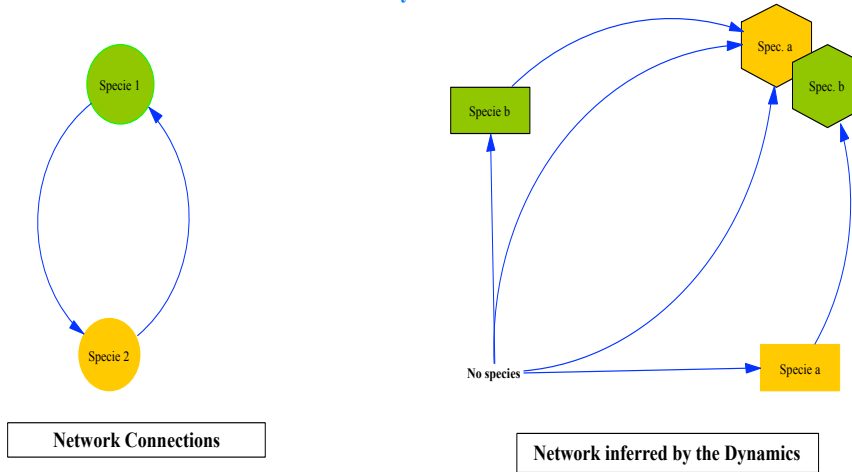 Specie 1
Specie 2
Network Connections
Spec. a
Spec. b
Specie b
No species
Specie a
Network inferred by the Dynamics